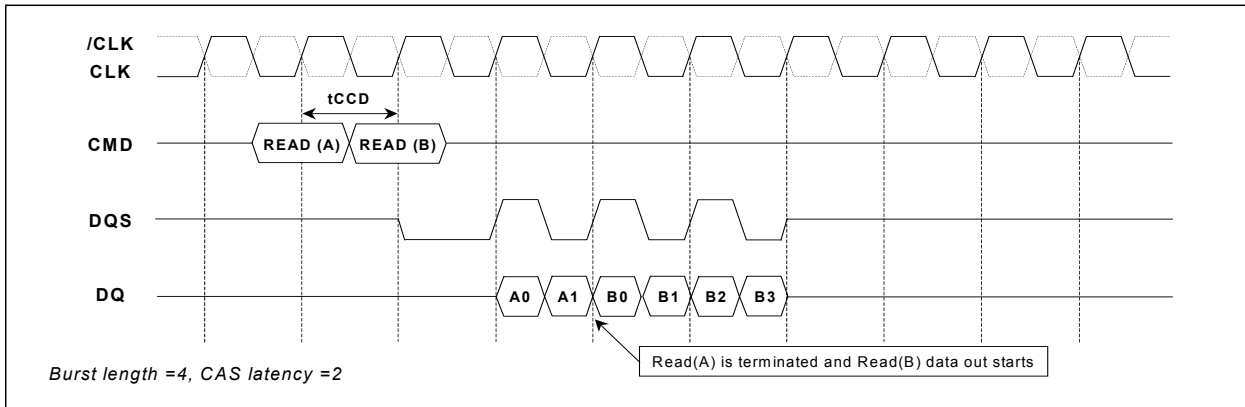 /CLK
CLK
tCCD
CMD READ (A) READ (B)
DQS
DQ A0 A1 B0 B1 B2 B3
Read(A) is terminated and Read(B) data out starts
Burst length =4, CAS latency =2